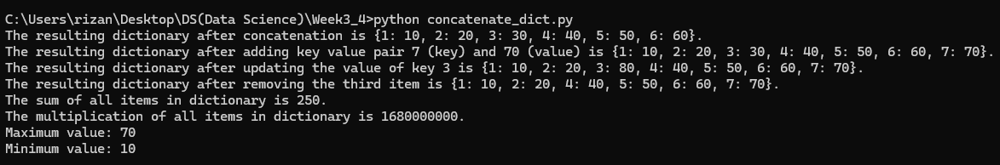 C:\Users\rizan\Desktop\DS(Data Science)\Week3_4>python concatenate_dict.py
The resulting dictionary after concatenation is {1: 10, 2: 20, 3: 30, 4: 40, 5: 50, 6: 60}.
The resulting dictionary after adding key value pair 7 (key) and 70 (value) is {1: 10, 2: 20, 3: 30, 4: 40, 5: 50, 6: 60, 7: 70}.
The resulting dictionary after updating the value of key 3 is {1: 10, 2: 20, 3: 80, 4: 40, 5: 50, 6: 60, 7: 70}.
The resulting dictionary after removing the third item is {1: 10, 2: 20, 4: 40, 5: 50, 6: 60, 7: 70}.
The sum of all items in dictionary is 250.
The multiplication of all items in dictionary is 1680000000.
Maximum value: 70
Minimum value: 10